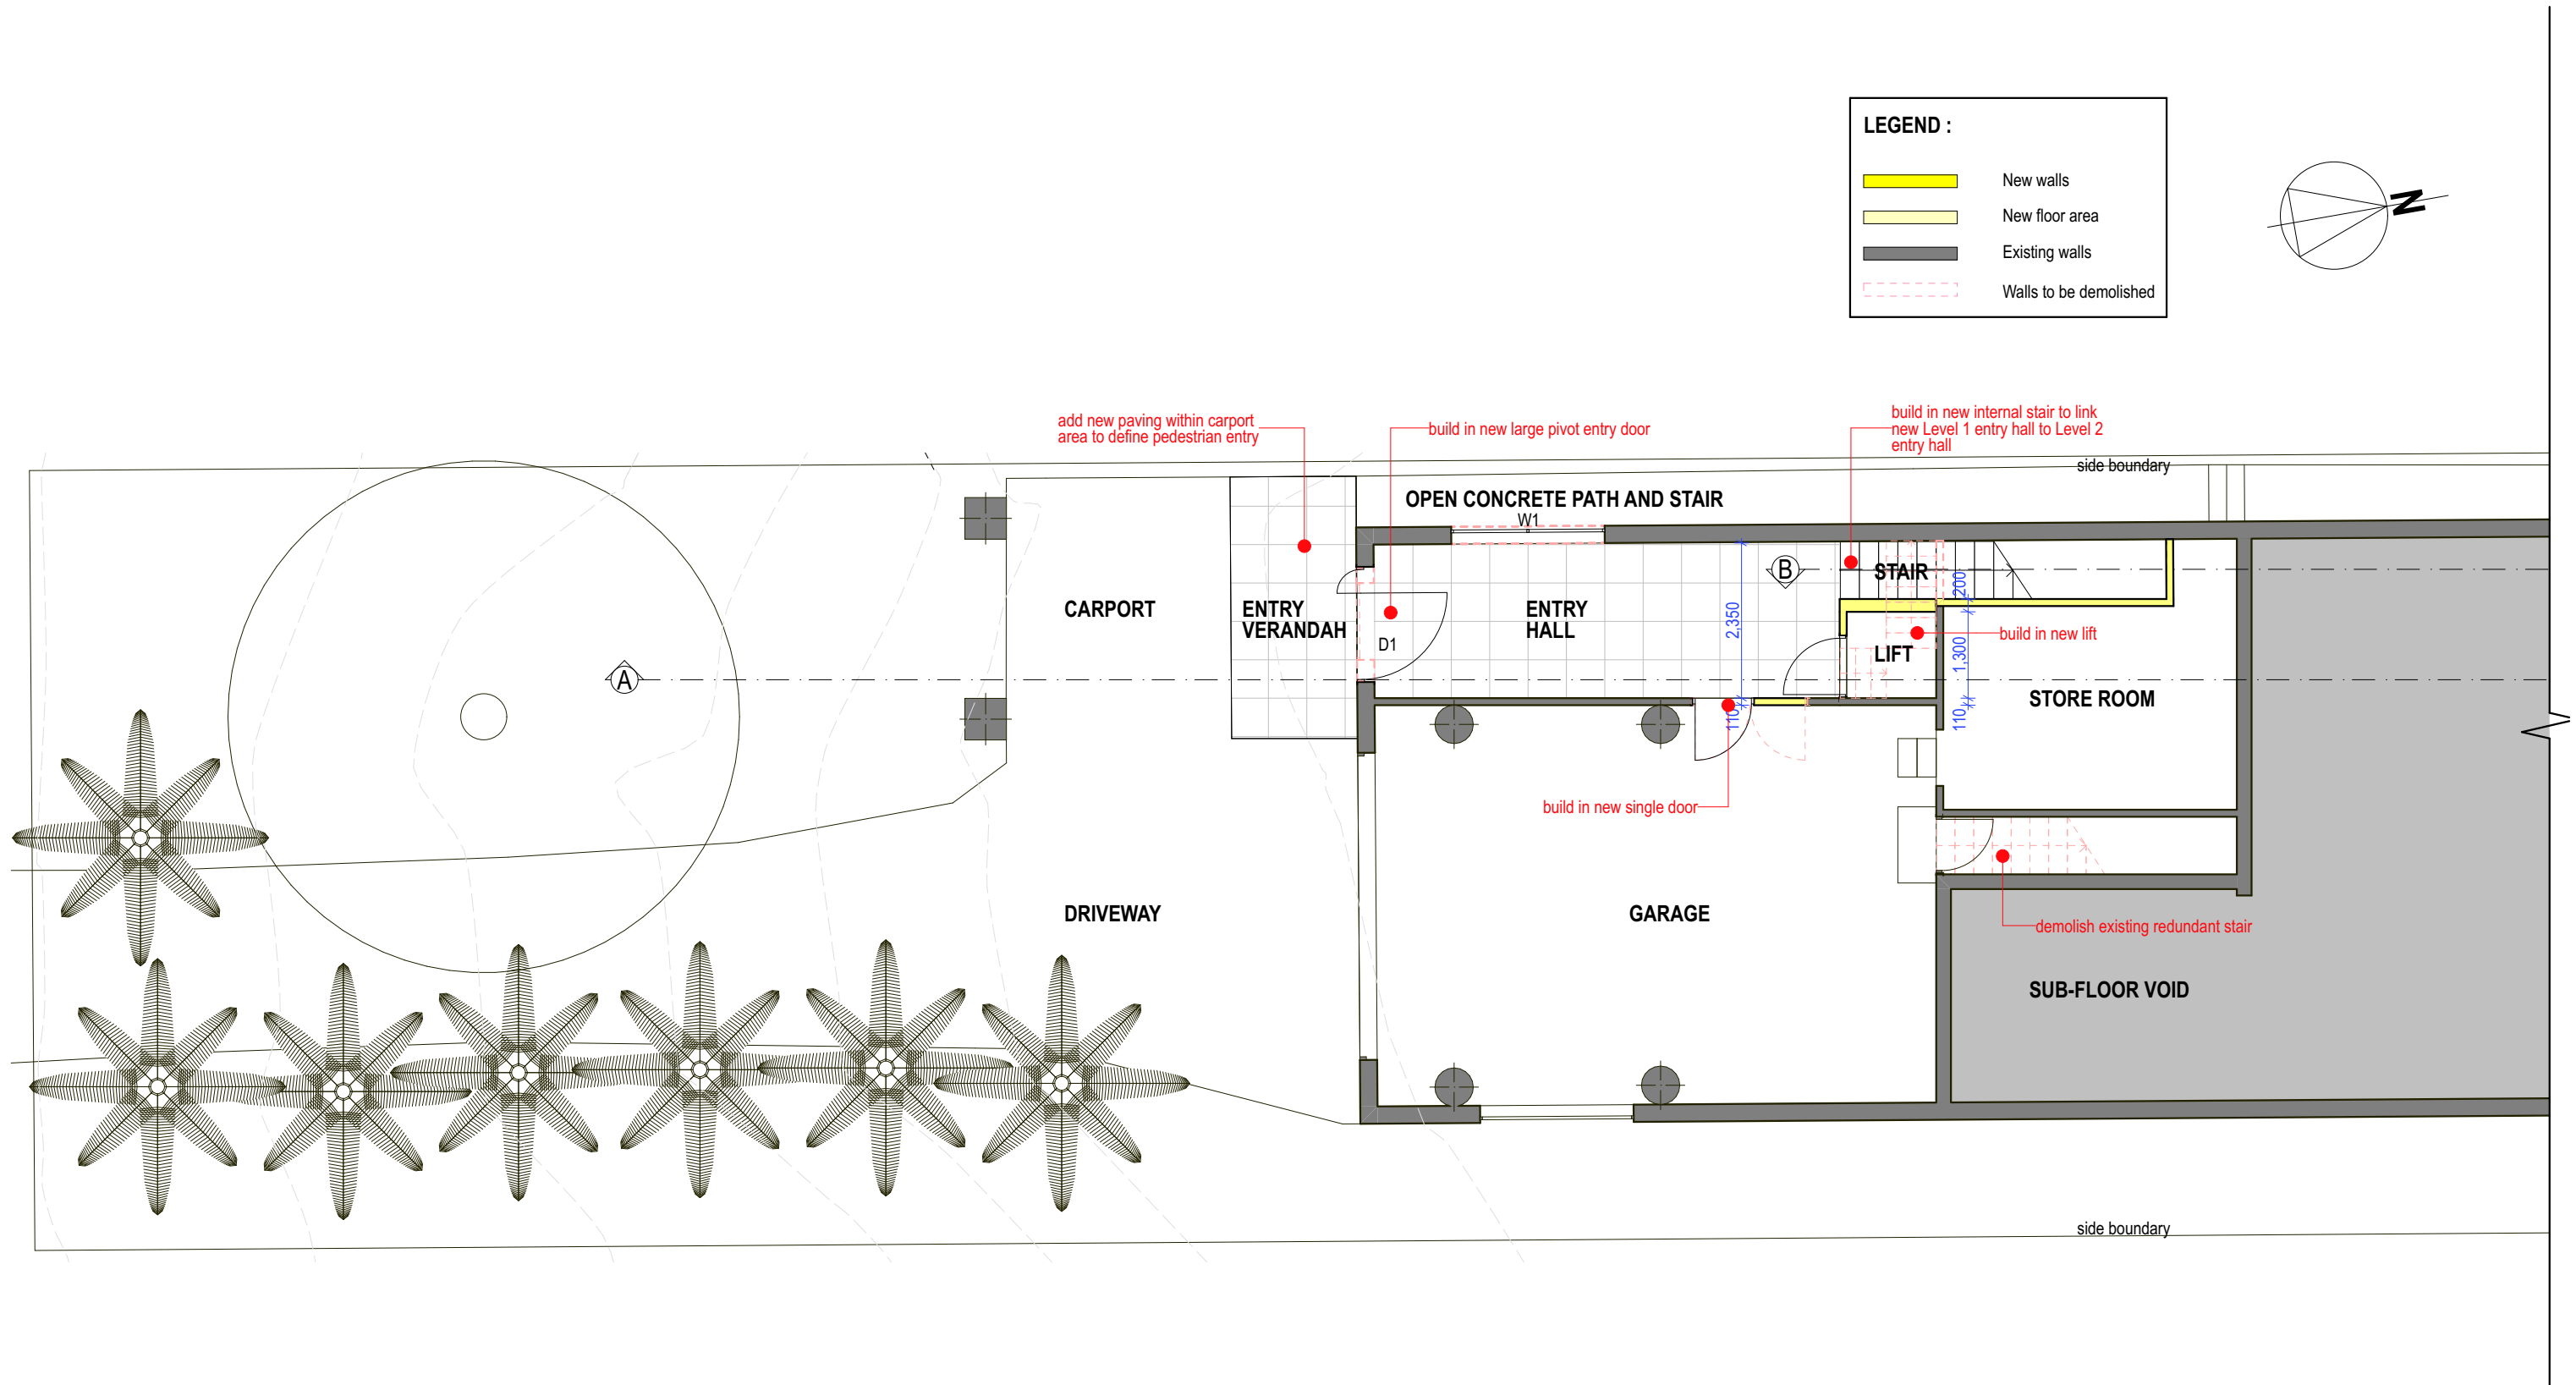 LEGEND :
New walls
New floor area
Existing walls
Walls to be demolished
N
add new paving within carport
area to define pedestrian entry
build in new large pivot entry door
build in new internal stair to link
new Level 1 entry hall to Level 2
entry hall
side boundary
OPEN CONCRETE PATH AND STAIR
W1
B
STAIR
200
CARPORT
ENTRY
VERANDAH
ENTRY
HALL
2,350
D1
build in new lift
LIFT
1,300
A
STORE ROOM
110
110
build in new single door
DRIVEWAY
GARAGE
demolish existing redundant stair
SUB-FLOOR VOID
side boundary